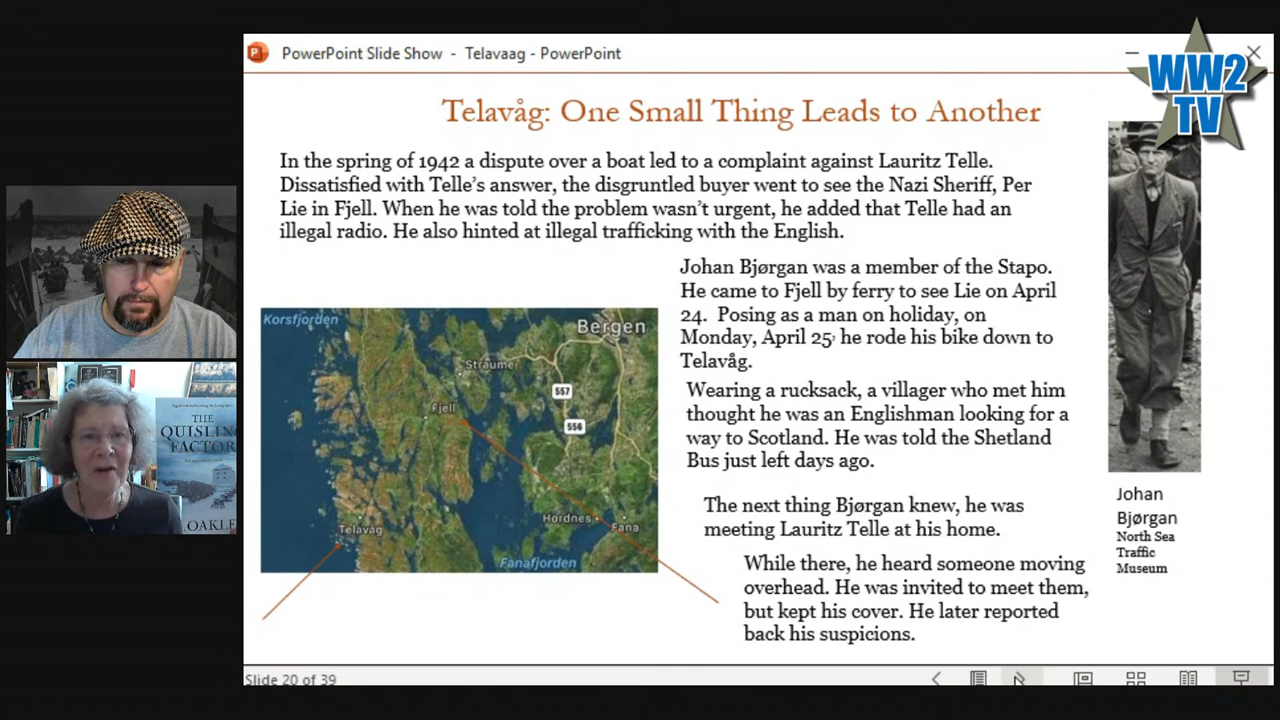 PowerPoint Slide Show - Telavaag - PowerPoint
WW2
TV
Telavåg: One Small Thing Leads to Another
In the spring of 1942 a dispute over a boat led to a complaint against Lauritz Telle.
Dissatisfied with Telle's answer, the disgruntled buyer went to see the Nazi Sheriff, Per
Lie in Fjell. When he was told the problem wasn't urgent, he added that Telle had an
illegal radio. He also hinted at illegal trafficking with the English.
Johan Bjørgan was a member of the Stapo.
He came to Fjell by ferry to see Lie on April
24. Posing as a man on holiday, on
Monday, April 25, he rode his bike down to
Telavåg.
Wearing a rucksack, a villager who met him
thought he was an Englishman looking for a
way to Scotland. He was told the Shetland
Bus just left days ago.
The next thing Bjørgan knew, he was
meeting Lauritz Telle at his home.
While there, he heard someone moving
overhead. He was invited to meet them,
but kept his cover. He later reported
back his suspicions.
Korsfjorden
Bergen
Straume
557
Fjell
556
Hordnes
Fana
Telavåg
Fanafjorden
Johan
Bjørgan
North Sea
Traffic
Museum
THE
QUISLING
FACTOR
OAKLE
Slide 20 of 39